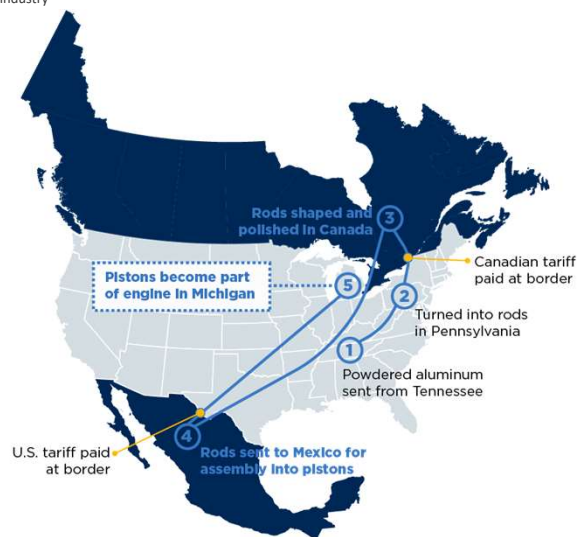 industry
Rods shaped and
polished in Canada
3
Canadian tariff
paid at border
Pistons become part
of engine in Michigan
5
2
Turned into rods
in Pennsylvania
1
Powdered aluminum
sent from Tennessee
U.S. tariff paid
at border
4
Rods sent to Mexico for
assembly into pistons